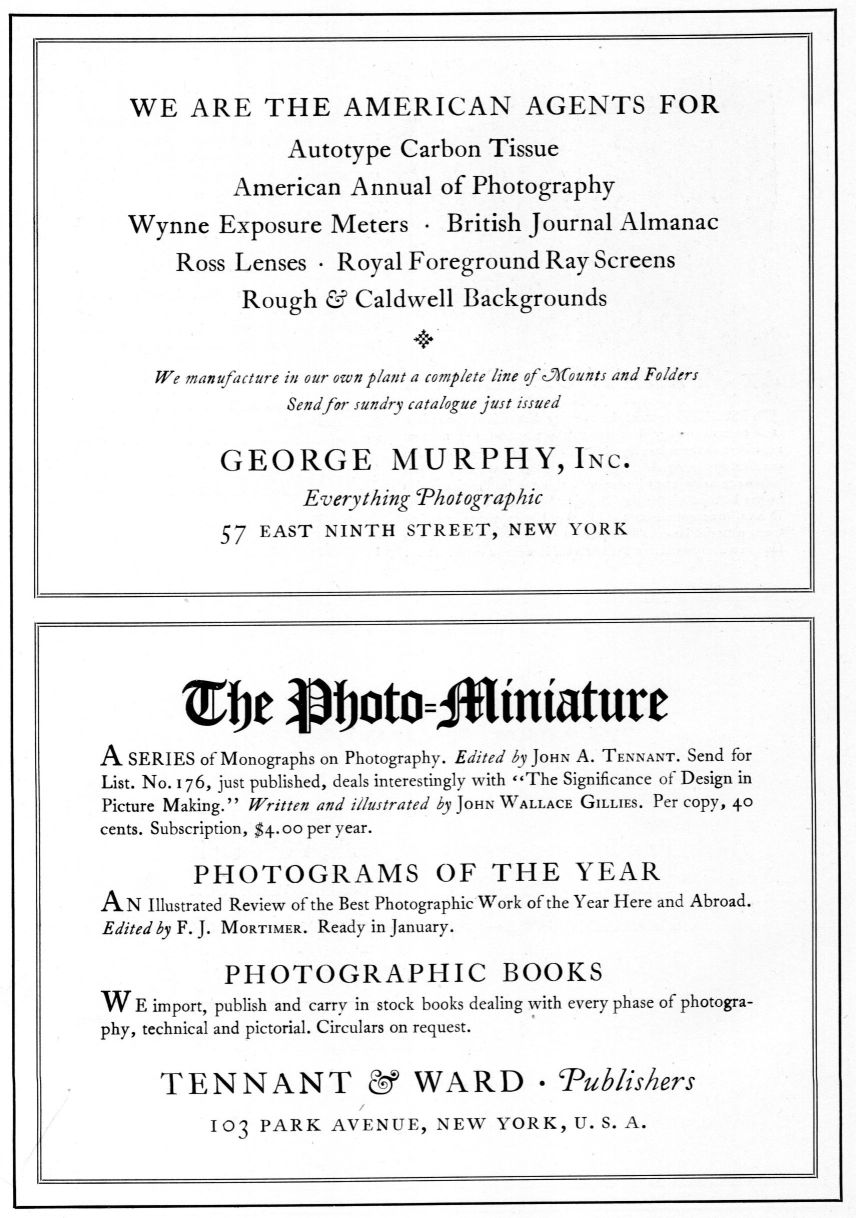 WE ARE THE AMERICAN AGENTS FOR
Autotype Carbon Tissue
American Annual of Photography
Wynne Exposure Meters · British Journal Almanac
Ross Lenses · Royal Foreground Ray Screens
Rough & Caldwell Backgrounds
We manufacture in our own plant a complete line of Mounts and Folders
Send for sundry catalogue just issued
GEORGE MURPHY, INC.
Everything Photographic
57 EAST NINTH STREET, NEW YORK
The Photo=Miniature
A SERIES of Monographs on Photography. Edited by JOHN A. TENNANT. Send for
List. No. 176, just published, deals interestingly with “The Significance of Design in
Picture Making.” Written and illustrated by JOHN WALLACE GILLIES. Per copy, 40
cents. Subscription, $4.00 per year.
PHOTOGRAMS OF THE YEAR
AN Illustrated Review of the Best Photographic Work of the Year Here and Abroad.
Edited by F. J. MORTIMER. Ready in January.
PHOTOGRAPHIC BOOKS
WE import, publish and carry in stock books dealing with every phase of photogra-
phy, technical and pictorial. Circulars on request.
TENNANT & WARD · Publishers
103 PARK AVENUE, NEW YORK, U. S. A.